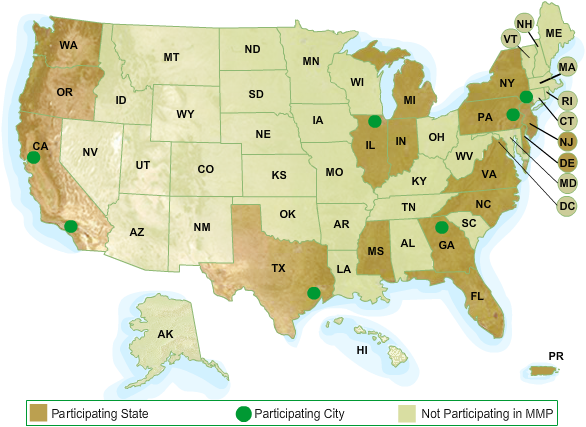 NH
ME
VT
WA
MT
ND
MN
MA
OR
ID
SD
WI
MI
NY
RI
WY
IA
PA
CT
NE
OH
NJ
CA
NV
UT
CO
IL
IN
WV
DE
KS
MO
KY
VA
MD
AZ
NM
OK
AR
TN
NC
DC
TX
LA
MS
AL
GA
SC
FL
AK
HI
PR
Participating State
Participating City
Not Participating in MMP